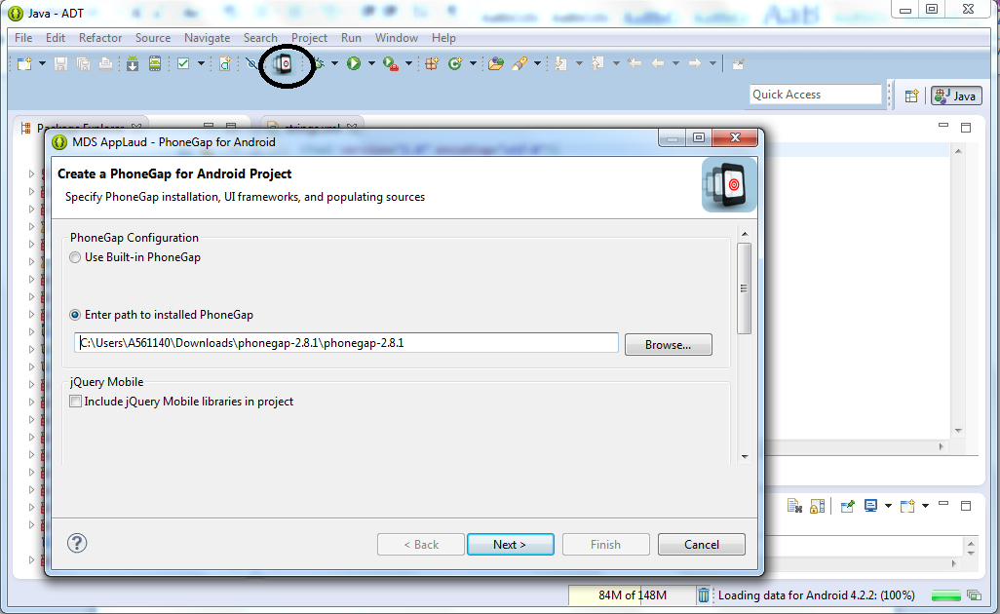 Java - ADT
File Edit Refactor Source Navigate Search Project Run Window Help
Quick Access
Java
Package Explorer
strings.xml
MDS AppLaud - PhoneGap for Android
Create a PhoneGap for Android Project
Specify PhoneGap installation, UI frameworks, and populating sources
PhoneGap Configuration
Use Built-in PhoneGap
Enter path to installed PhoneGap
C:\Users\A561140\Downloads\phonegap-2.8.1\phonegap-2.8.1
Browse...
jQuery Mobile
Include jQuery Mobile libraries in project
?
< Back Next > Finish Cancel
84M of 148M
Loading data for Android 4.2.2: (100%)